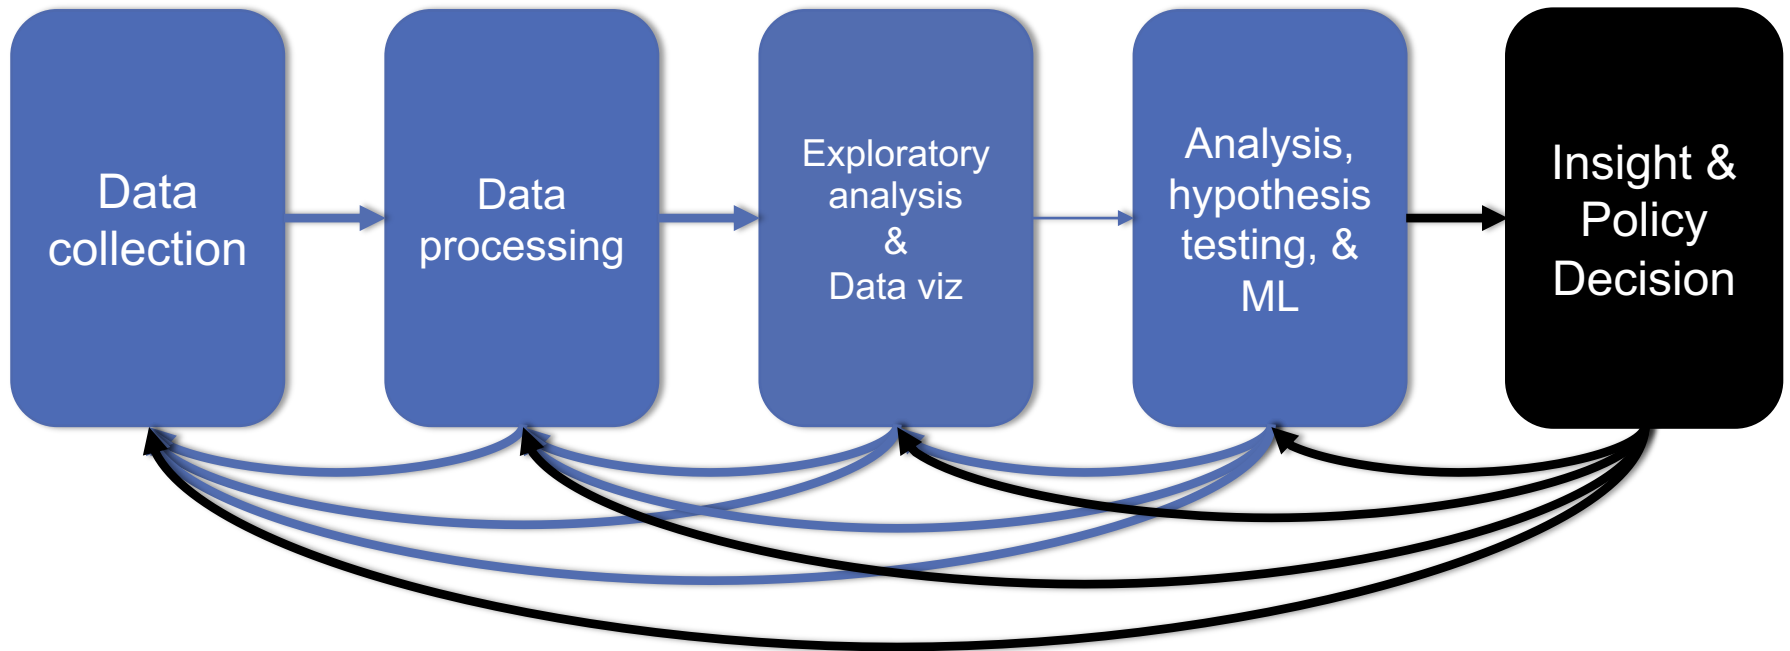 Data
collection
Data
processing
Exploratory
analysis
&
Data viz
Analysis,
hypothesis
testing, &
ML
Insight &
Policy
Decision